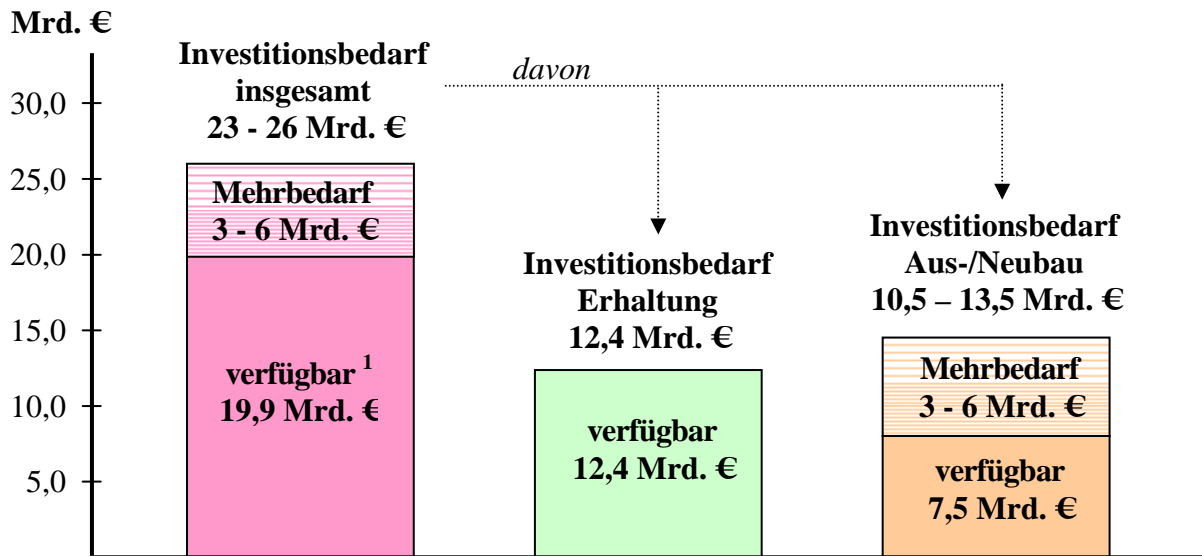 Mrd. €
30,0
25,0
20,0
15,0
10,0
5,0
Investitionsbedarf
insgesamt
23 - 26 Mrd. €
davon
Mehrbedarf
3 - 6 Mrd. €
verfügbar ¹
19,9 Mrd. €
Investitionsbedarf
Erhaltung
12,4 Mrd. €
verfügbar
12,4 Mrd. €
Investitionsbedarf
Aus-/Neubau
10,5 – 13,5 Mrd. €
Mehrbedarf
3 - 6 Mrd. €
verfügbar
7,5 Mrd. €